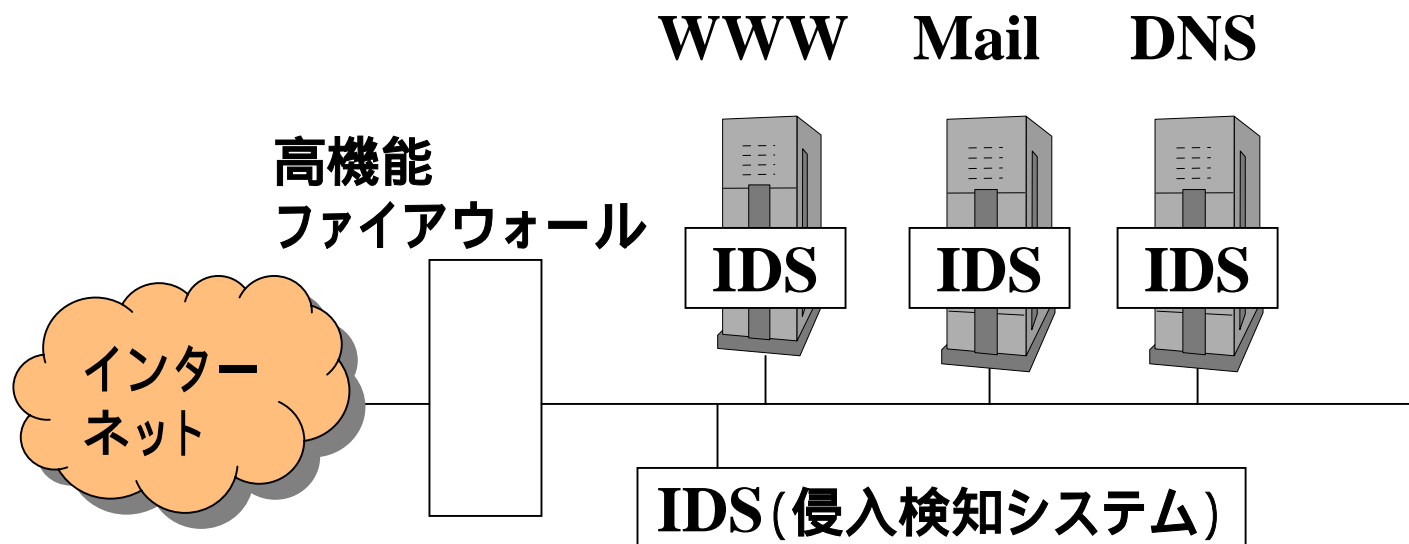 WWW Mail DNS
高機能
ファイアウォール
IDS IDS IDS
インター
ネット
IDS(侵入検知システム)